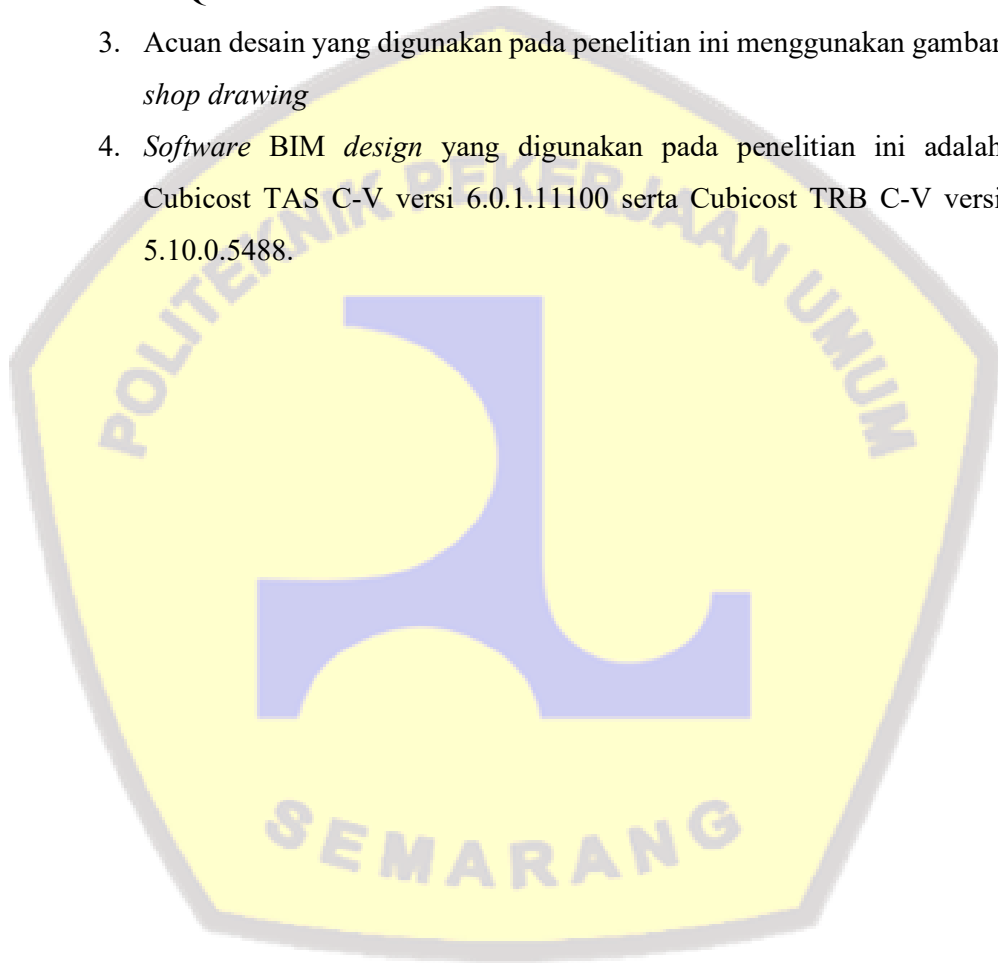 3. Acuan desain yang digunakan pada penelitian ini menggunakan gambar
shop drawing
4. Software BIM design yang digunakan pada penelitian ini adalah
Cubicost TAS C-V versi 6.0.1.11100 serta Cubicost TRB C-V versi
5.10.0.5488.
POLITEKNIK PEKERJAAN UMUM
SEMARANG